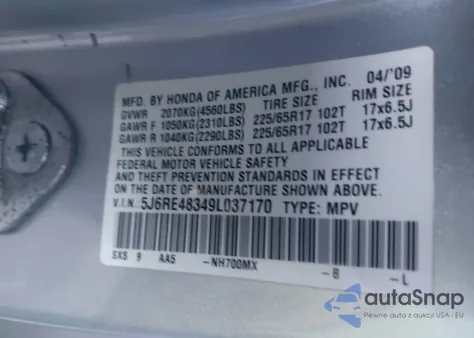 MFD. BY HONDA OF AMERICA MFG., INC. 04/'09
GVWR 2070KG(4560LBS) TIRE SIZE RIM SIZE
GAWR F 1050KG(2310LBS) 225/65R17 102T 17x6.5J
GAWR R 1040KG(2290LBS) 225/65R17 102T 17x6.5J
THIS VEHICLE CONFORMS TO ALL APPLICABLE
FEDERAL MOTOR VEHICLE SAFETY
AND THEFT PREVENTION STANDARDS IN EFFECT
ON THE DATE OF MANUFACTURE SHOWN ABOVE.
V.I.N.: 5J6RE48349L037170 TYPE: MPV
SXS 9 AA5 -NH700MX -B -L
autoSnap
Pewne auta z aukcji USA i EU